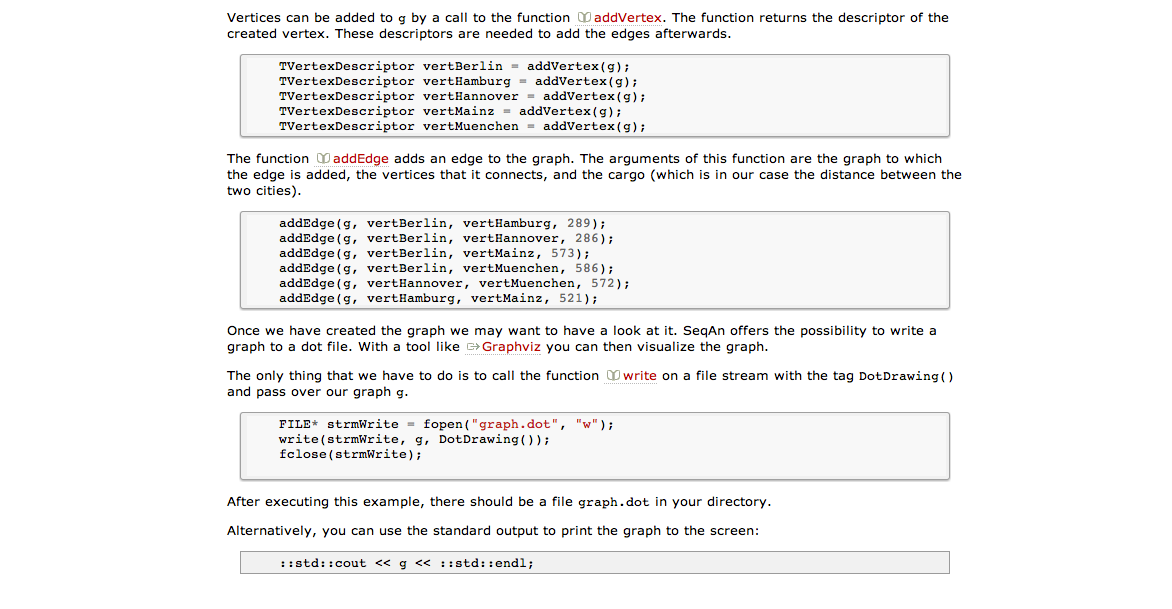 Vertices can be added to g by a call to the function addVertex. The function returns the descriptor of the
created vertex. These descriptors are needed to add the edges afterwards.
TVertexDescriptor vertBerlin = addVertex(g);
TVertexDescriptor vertHamburg = addVertex(g);
TVertexDescriptor vertHannover = addVertex(g);
TVertexDescriptor vertMainz = addVertex(g);
TVertexDescriptor vertMuenchen = addVertex(g);
The function addEdge adds an edge to the graph. The arguments of this function are the graph to which
the edge is added, the vertices that it connects, and the cargo (which is in our case the distance between the
two cities).
addEdge(g, vertBerlin, vertHamburg, 289);
addEdge(g, vertBerlin, vertHannover, 286);
addEdge(g, vertBerlin, vertMainz, 573);
addEdge(g, vertBerlin, vertMuenchen, 586);
addEdge(g, vertHannover, vertMuenchen, 572);
addEdge(g, vertHamburg, vertMainz, 521);
Once we have created the graph we may want to have a look at it. SeqAn offers the possibility to write a
graph to a dot file. With a tool like Graphviz you can then visualize the graph.
The only thing that we have to do is to call the function write on a file stream with the tag DotDrawing()
and pass over our graph g.
FILE* strmWrite = fopen("graph.dot", "w");
write(strmWrite, g, DotDrawing());
fclose(strmWrite);
After executing this example, there should be a file graph.dot in your directory.
Alternatively, you can use the standard output to print the graph to the screen:
::std::cout << g << ::std::endl;